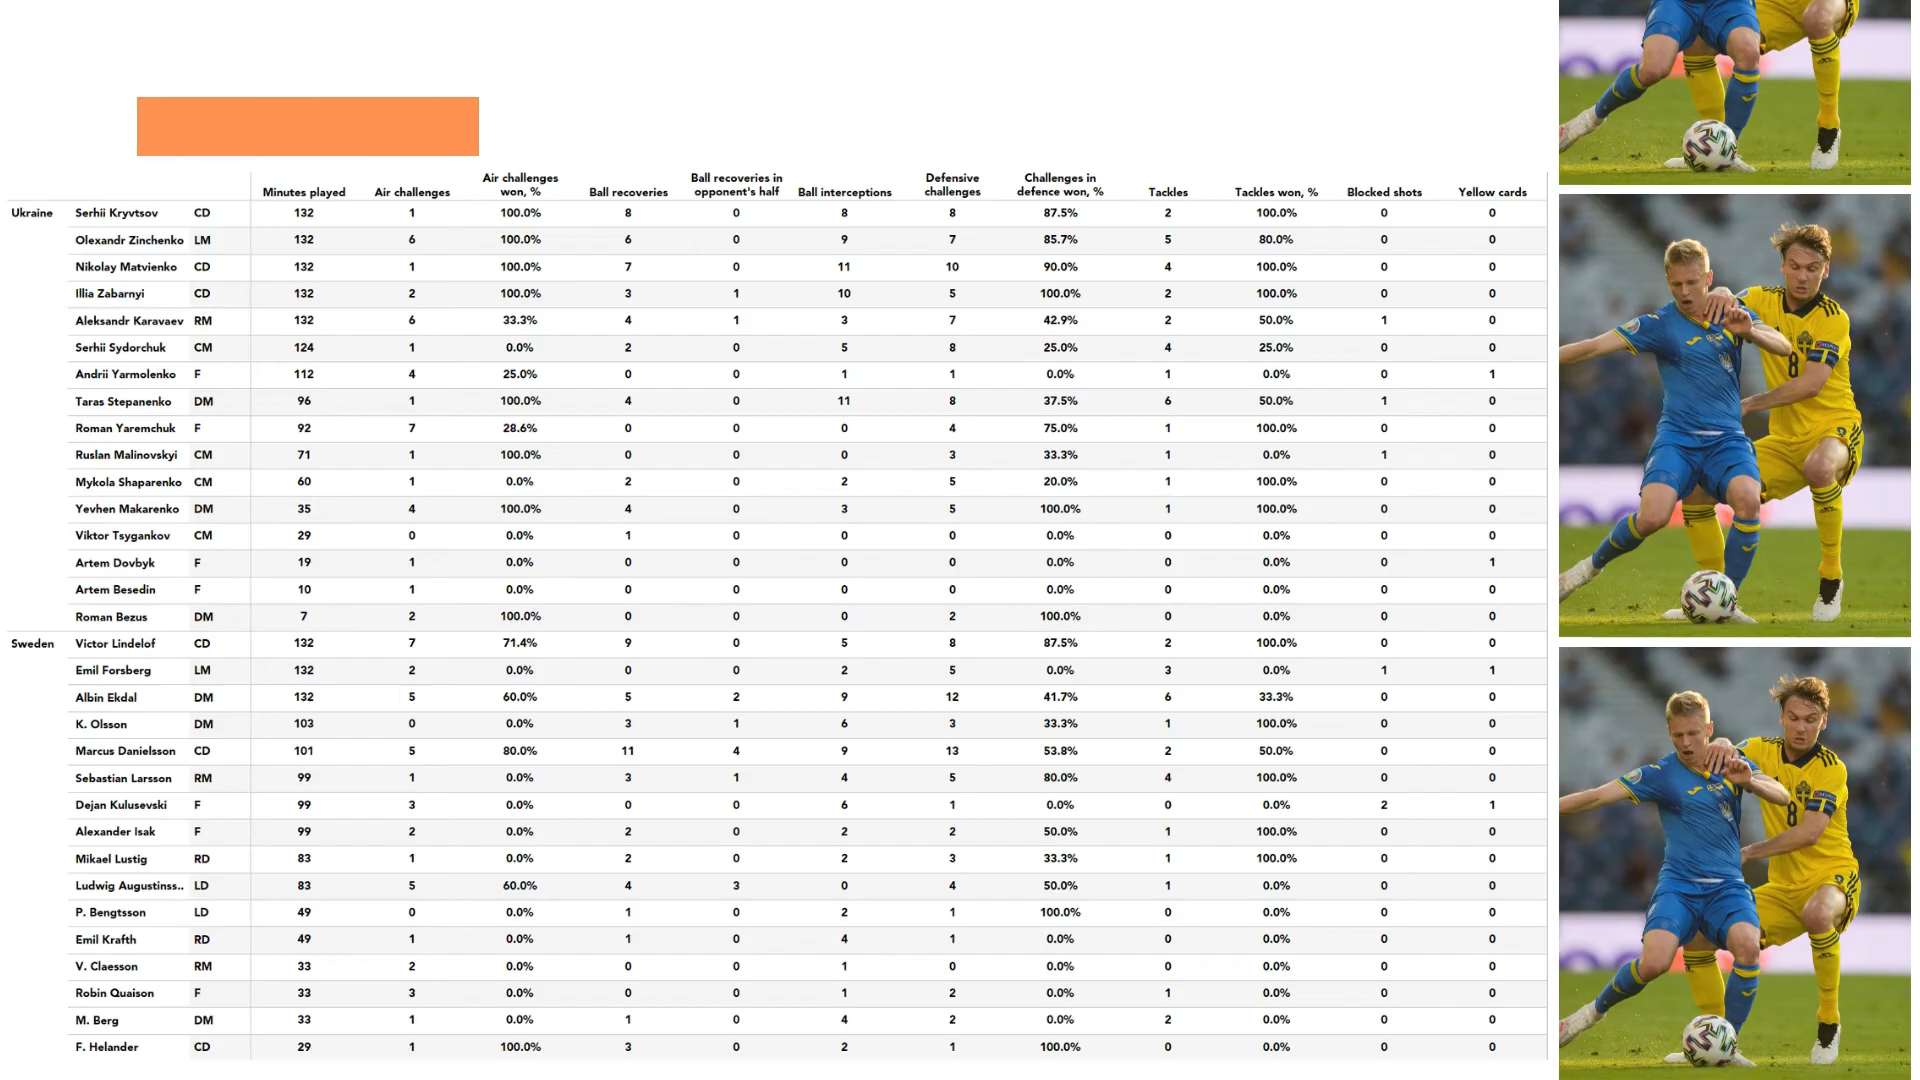 Minutes played Air challenges Air challenges won, % Ball recoveries Ball recoveries in opponent's half Ball interceptions Defensive challenges Challenges in defence won, % Tackles Tackles won, % Blocked shots Yellow cards
Ukraine Serhii Kryvtsov CD 132 1 100.0% 8 0 8 8 87.5% 2 100.0% 0 0
Olexandr Zinchenko LM 132 6 100.0% 6 0 9 7 85.7% 5 80.0% 0 0
Nikolay Matvienko CD 132 1 100.0% 7 0 11 10 90.0% 4 100.0% 0 0
Illia Zabarnyi CD 132 2 100.0% 3 1 10 5 100.0% 2 100.0% 0 0
Aleksandr Karavaev RM 132 6 33.3% 4 1 3 7 42.9% 2 50.0% 1 0
Serhii Sydorchuk CM 124 1 0.0% 2 0 5 8 25.0% 4 25.0% 0 0
Andrii Yarmolenko F 112 4 25.0% 0 0 1 1 0.0% 1 0.0% 0 1
Taras Stepanenko DM 96 1 100.0% 4 0 11 8 37.5% 6 50.0% 1 0
Roman Yaremchuk F 92 7 28.6% 0 0 0 4 75.0% 1 100.0% 0 0
Ruslan Malinovskyi CM 71 1 100.0% 0 0 0 3 33.3% 1 0.0% 1 0
Mykola Shaparenko CM 60 1 0.0% 2 0 2 5 20.0% 1 100.0% 0 0
Yevhen Makarenko DM 35 4 100.0% 4 0 3 5 100.0% 1 100.0% 0 0
Viktor Tsygankov CM 29 0 0.0% 1 0 0 0 0.0% 0 0.0% 0 0
Artem Dovbyk F 19 1 0.0% 0 0 0 0 0.0% 0 0.0% 0 1
Artem Besedin F 10 1 0.0% 0 0 0 0 0.0% 0 0.0% 0 0
Roman Bezus DM 7 2 100.0% 0 0 0 2 100.0% 0 0.0% 0 0
Sweden Victor Lindelof CD 132 7 71.4% 9 0 5 8 87.5% 2 100.0% 0 0
Emil Forsberg LM 132 2 0.0% 0 0 2 5 0.0% 3 0.0% 1 1
Albin Ekdal DM 132 5 60.0% 5 2 9 12 41.7% 6 33.3% 0 0
K. Olsson DM 103 0 0.0% 3 1 6 3 33.3% 1 100.0% 0 0
Marcus Danielsson CD 101 5 80.0% 11 4 9 13 53.8% 2 50.0% 0 0
Sebastian Larsson RM 99 1 0.0% 3 1 4 5 80.0% 4 100.0% 0 0
Dejan Kulusevski F 99 3 0.0% 0 0 6 1 0.0% 0 0.0% 2 1
Alexander Isak F 99 2 0.0% 2 0 2 2 50.0% 1 100.0% 0 0
Mikael Lustig RD 83 1 0.0% 2 0 2 3 33.3% 1 100.0% 0 0
Ludwig Augustinss.. LD 83 5 60.0% 4 3 0 4 50.0% 1 0.0% 0 0
P. Bengtsson LD 49 0 0.0% 1 0 2 1 100.0% 0 0.0% 0 0
Emil Krafth RD 49 1 0.0% 1 0 4 1 0.0% 0 0.0% 0 0
V. Claesson RM 33 2 0.0% 0 0 1 0 0.0% 0 0.0% 0 0
Robin Quaison F 33 3 0.0% 0 0 1 2 0.0% 1 0.0% 0 0
M. Berg DM 33 1 0.0% 1 0 4 2 0.0% 2 0.0% 0 0
F. Helander CD 29 1 100.0% 3 0 2 1 100.0% 0 0.0% 0 0
8
8